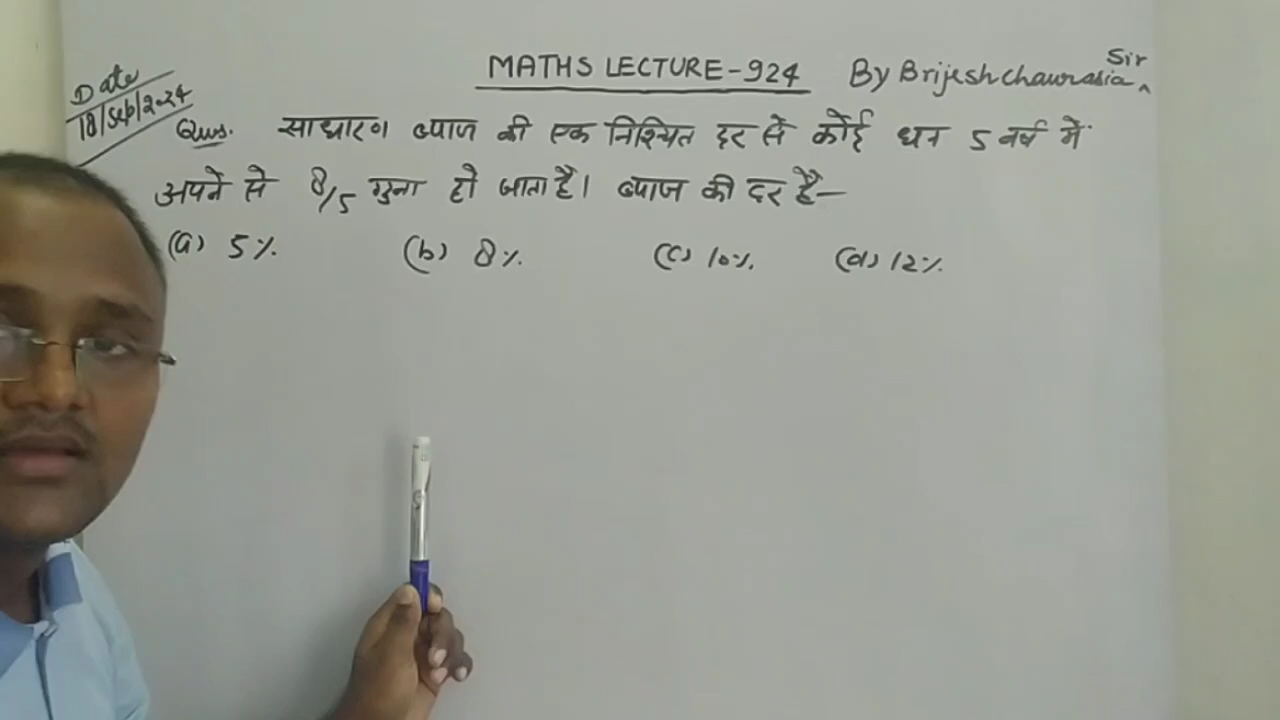 MATHS LECTURE-924 By Brijesh chaurasia Sir
Date
18/Sep/2024
Ques. साधारण ब्याज की एक निश्चित दर से कोई धन 5 वर्ष में
अपने से 8/5 गुना हो जाता है। ब्याज की दर है—
(a) 5% (b) 8% (c) 10% (d) 12%